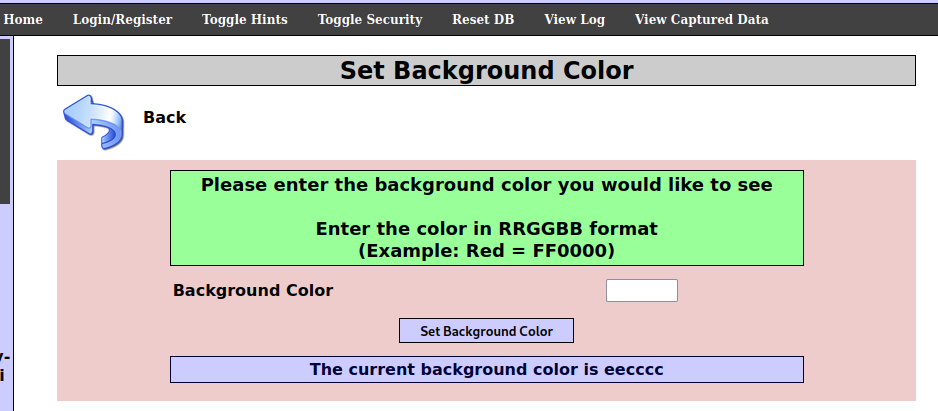 Home Login/Register Toggle Hints Toggle Security Reset DB View Log View Captured Data
Set Background Color
Back
Please enter the background color you would like to see
Enter the color in RRGGBB format
(Example: Red = FF0000)
Background Color
Set Background Color
The current background color is eecccc